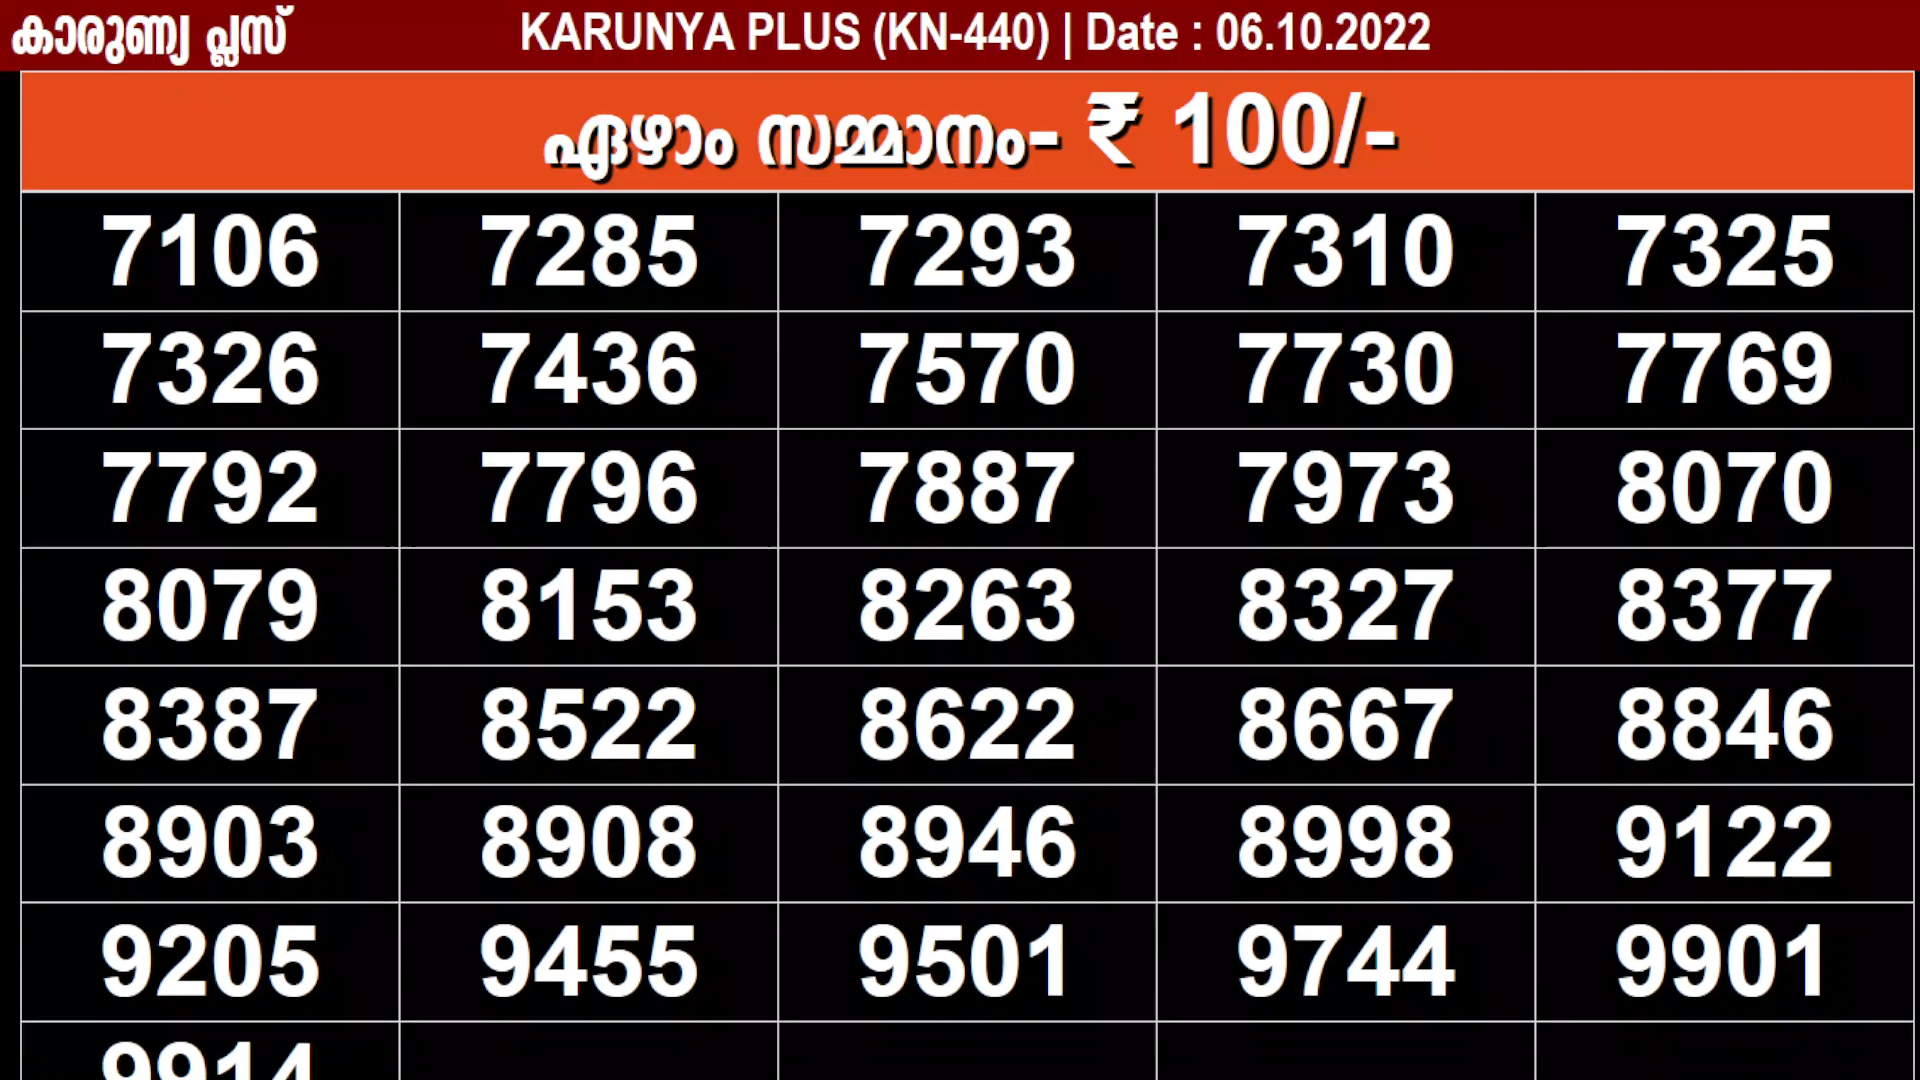 കാരുണ്യ പ്ലസ് KARUNYA PLUS (KN-440) | Date : 06.10.2022
ഏഴാം സമ്മാനം- ₹ 100/-
7106 7285 7293 7310 7325
7326 7436 7570 7730 7769
7792 7796 7887 7973 8070
8079 8153 8263 8327 8377
8387 8522 8622 8667 8846
8903 8908 8946 8998 9122
9205 9455 9501 9744 9901
9914